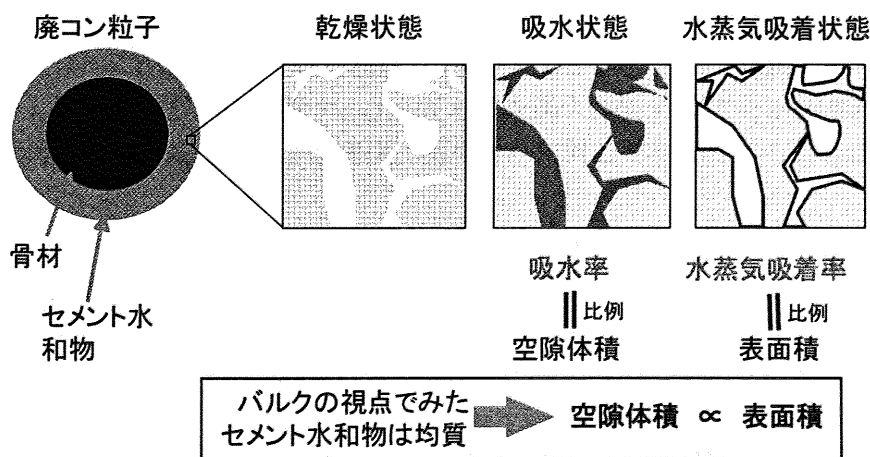 廃コン粒子
乾燥状態
吸水状態
水蒸気吸着状態
骨材
セメント水
和物
吸水率
比例
空隙体積
水蒸気吸着率
比例
表面積
バルクの視点でみた
セメント水和物は均質
空隙体積 ∝ 表面積